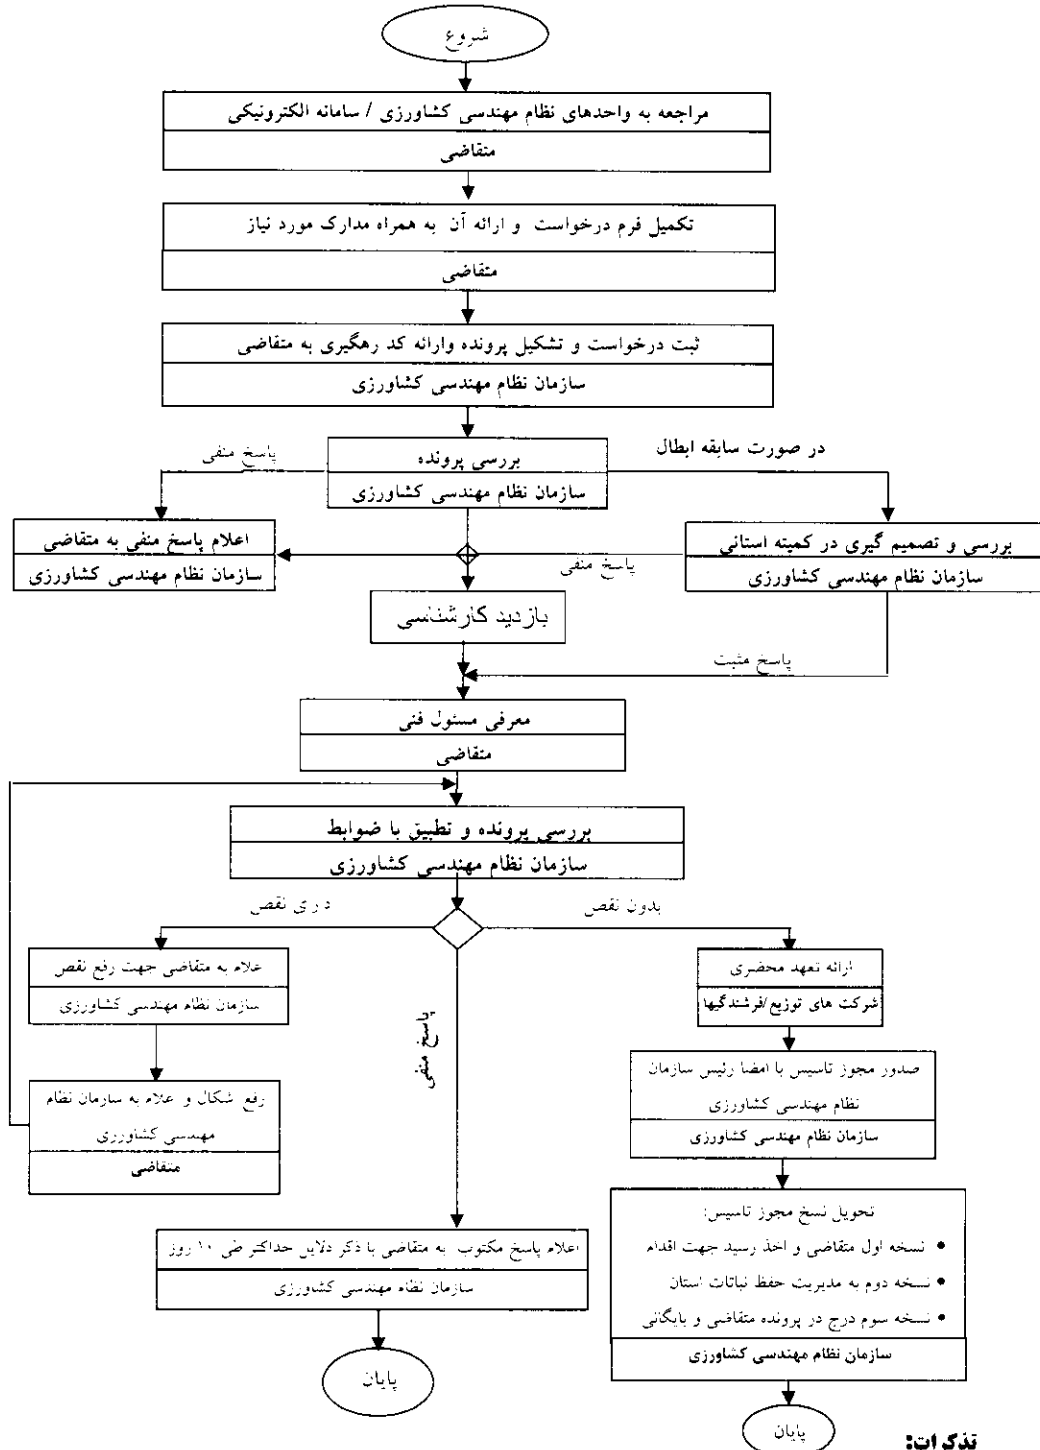 شروع
مراجعه به واحدهای نظام مهندسی کشاورزی / سامانه الکترونیکی
متقاضی
تکمیل فرم درخواست و ارائه آن به همراه مدارک مورد نیاز
متقاضی
ثبت درخواست و تشکیل پرونده وارائه کد رهگیری به متقاضی
سازمان نظام مهندسی کشاورزی
در صورت سابقه ابطال
بررسی پرونده
سازمان نظام مهندسی کشاورزی
پاسخ منفی
بررسی و تصمیم گیری در کمیته استانی
سازمان نظام مهندسی کشاورزی
پاسخ منفی
اعلام پاسخ منفی به متقاضی
سازمان نظام مهندسی کشاورزی
بازدید کارشناسی
پاسخ مثبت
معرفی مسئول فنی
متقاضی
بررسی پرونده و تطبیق با ضوابط
سازمان نظام مهندسی کشاورزی
بدون نقص
داری نقص
ارائه تعهد محضری
شرکت های توزیع/فرشندگیها
علام به متقاضی جهت رفع نقص
سازمان نظام مهندسی کشاورزی
پاسخ منفی
صدور مجوز تاسیس با امضا رئیس سازمان
نظام مهندسی کشاورزی
سازمان نظام مهندسی کشاورزی
رفع شکال و علام به سازمان نظام
مهندسی کشاورزی
متقاضی
تحویل نسخ مجوز تاسیس:
• نسخه اول متقاضی و اخذ رسید جهت اقدام
• نسخه دوم به مدیریت حفظ نباتات استان
• نسخه سوم درج در پرونده متقاضی و بایگانی
سازمان نظام مهندسی کشاورزی
اعلام پاسخ مکتوب به متقاضی با ذکر دلایل حداکثر طی ۱۰ روز
سازمان نظام مهندسی کشاورزی
پایان
پایان
تذکرات: